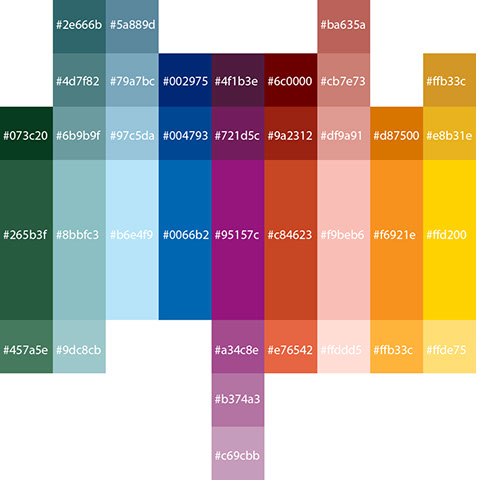 #2e666b #5a889d #ba635a
#4d7f82 #79a7bc #002975 #4f1b3e #6c0000 #cb7e73 #ffb33c
#073c20 #6b9b9f #97c5da #004793 #721d5c #9a2312 #df9a91 #d87500 #e8b31e
#265b3f #8bbfc3 #b6e4f9 #0066b2 #95157c #c84623 #f9beb6 #f6921e #ffd200
#457a5e #9dc8cb #a34c8e #e76542 #ffddd5 #ffb33c #ffde75
#b374a3
#c69cbb